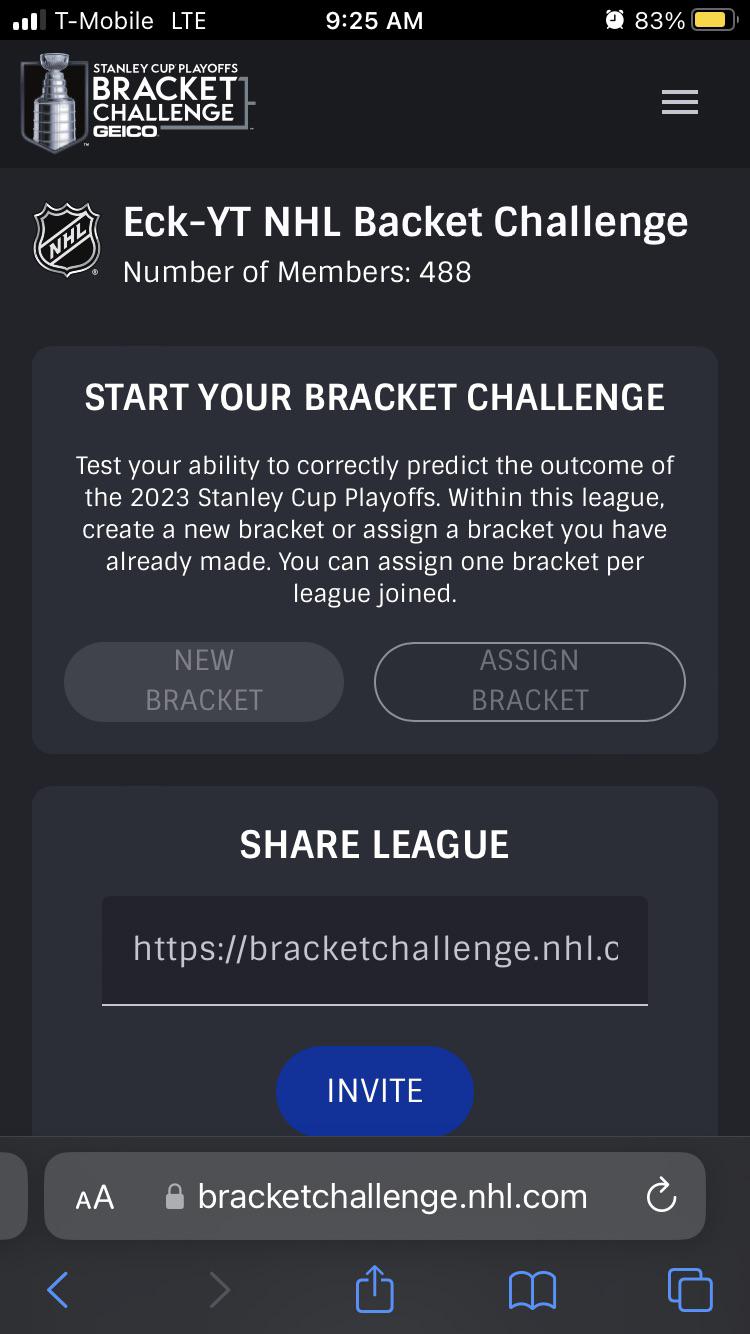 T-Mobile LTE 9:25 AM 83%
STANLEY CUP PLAYOFFS
BRACKET
CHALLENGE
GEICO
NHL
Eck-YT NHL Backet Challenge
Number of Members: 488
START YOUR BRACKET CHALLENGE
Test your ability to correctly predict the outcome of
the 2023 Stanley Cup Playoffs. Within this league,
create a new bracket or assign a bracket you have
already made. You can assign one bracket per
league joined.
NEW
BRACKET
ASSIGN
BRACKET
SHARE LEAGUE
https://bracketchallenge.nhl.c
INVITE
AA bracketchallenge.nhl.com